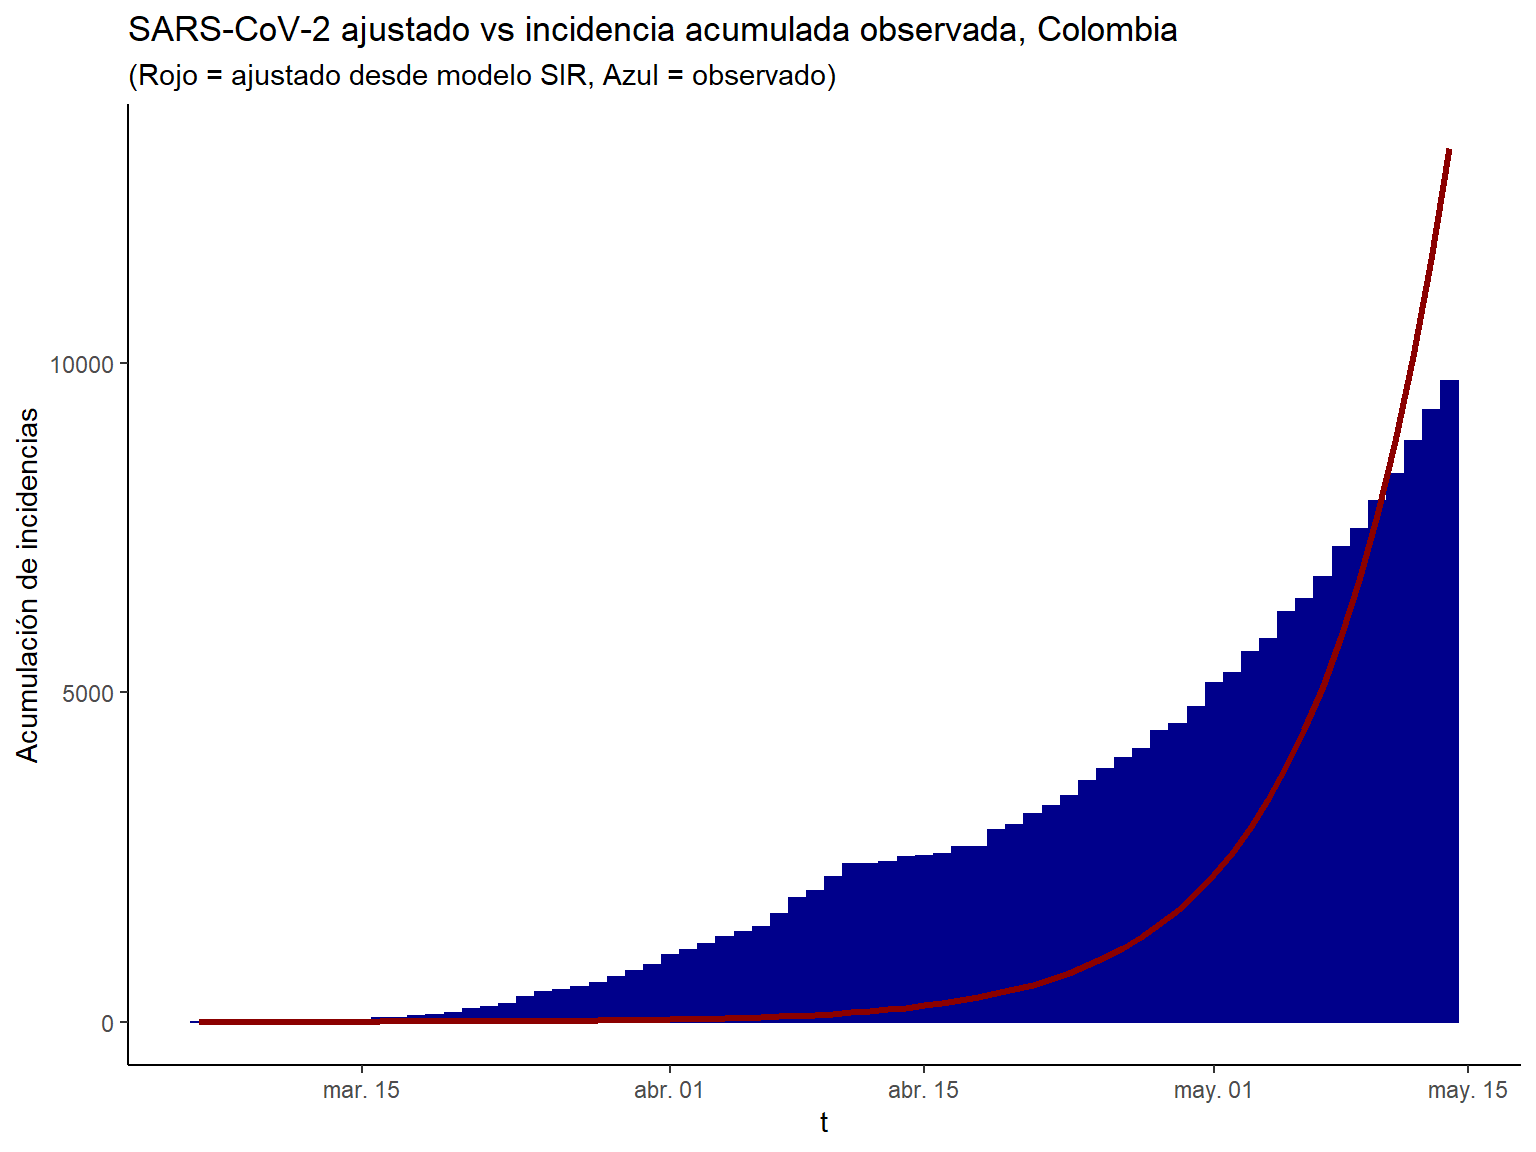 SARS-CoV-2 ajustado vs incidencia acumulada observada, Colombia
(Rojo = ajustado desde modelo SIR, Azul = observado)
Acumulación de incidencias
10000
5000
0
mar. 15
abr. 01
abr. 15
may. 01
may. 15
t